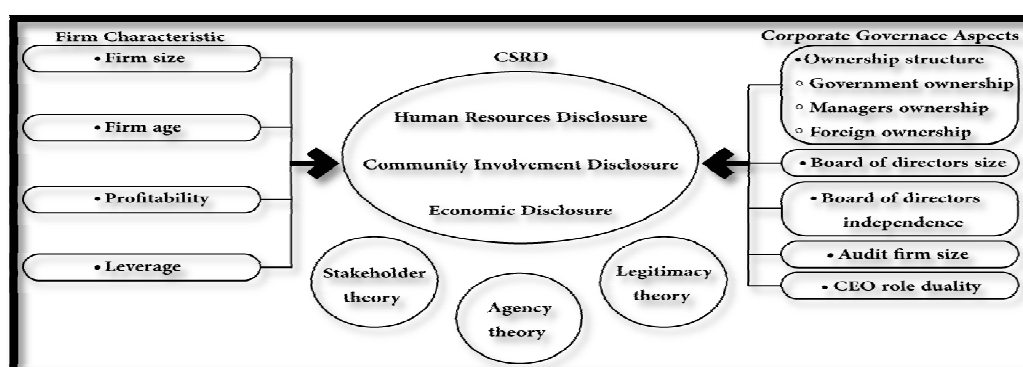 Firm Characteristic
• Firm size
• Firm age
• Profitability
• Leverage
CSRD
Human Resources Disclosure
Community Involvement Disclosure
Economic Disclosure
Stakeholder
theory
Agency
theory
Legitimacy
theory
Corporate Governace Aspects
• Ownership structure
◦ Government ownership
◦ Managers ownership
◦ Foreign ownership
• Board of directors size
• Board of directors
independence
• Audit firm size
• CEO role duality